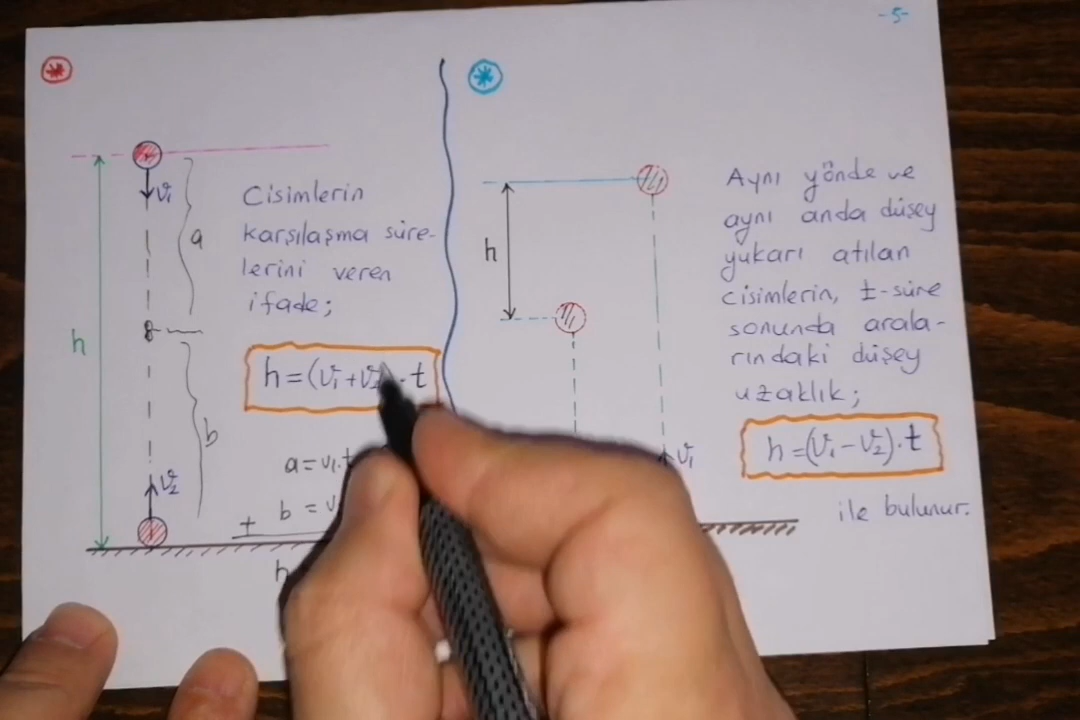 -5-
v₁
a
h
b
v₂
Cisimlerin
karşılaşma süre-
lerini veren
ifade;
h=(v₁+v₂).t
a=v₁.t
b = v
+
h
h
v₁
Aynı yönde ve
aynı anda düşey
yukarı atılan
cisimlerin, t-süre
sonunda arala-
rındaki düşey
uzaklık;
h=(v₁-v₂).t
ile bulunur.